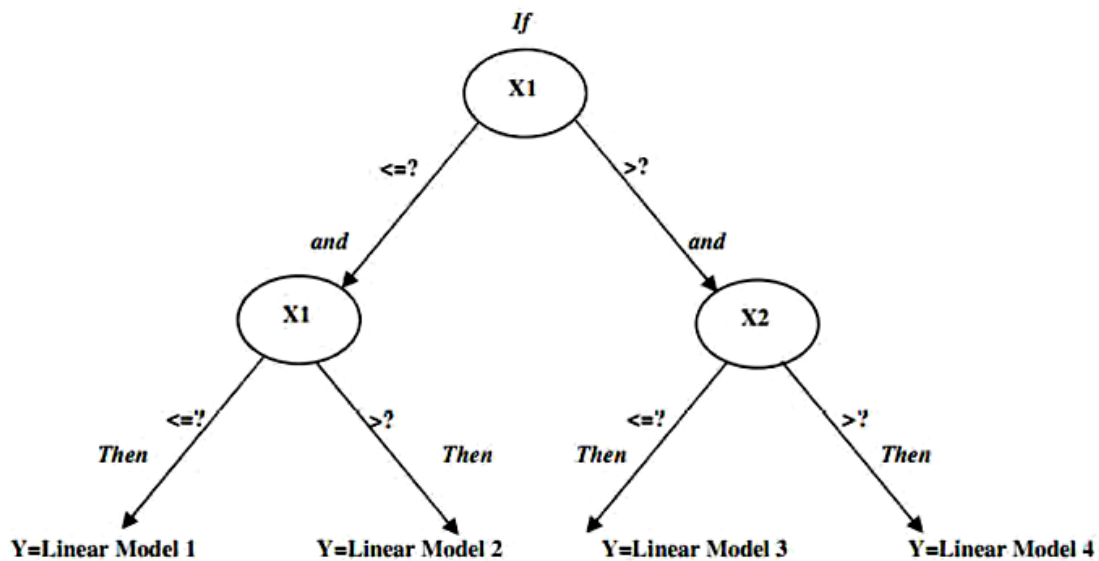 If
X1
<=? >?
and and
X1 X2
<=? >? <=? >?
Then Then Then Then
Y=Linear Model 1 Y=Linear Model 2 Y=Linear Model 3 Y=Linear Model 4